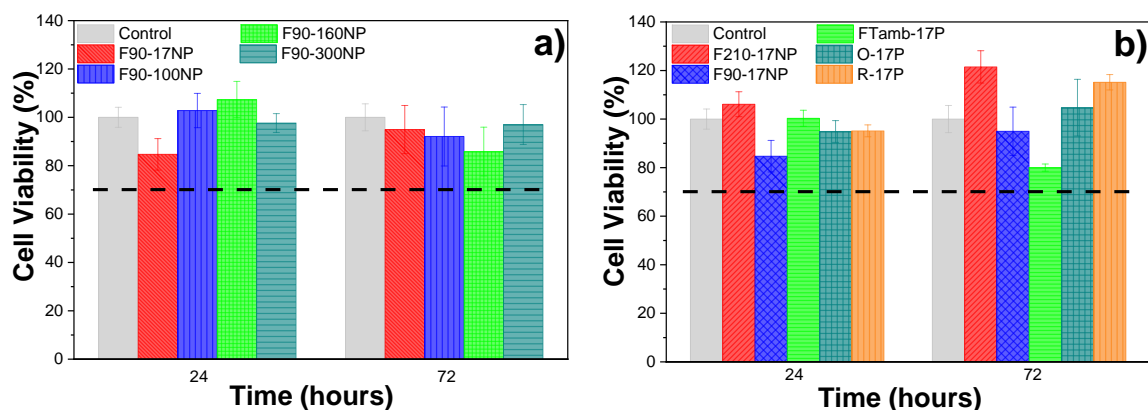 Control
F90-17NP
F90-100NP
F90-160NP
F90-300NP
a)
Cell Viability (%)
140
120
100
80
60
40
20
0
24
72
Time (hours)
Control
F210-17NP
F90-17NP
FTamb-17P
O-17P
R-17P
b)
Cell Viability (%)
140
120
100
80
60
40
20
0
24
72
Time (hours)